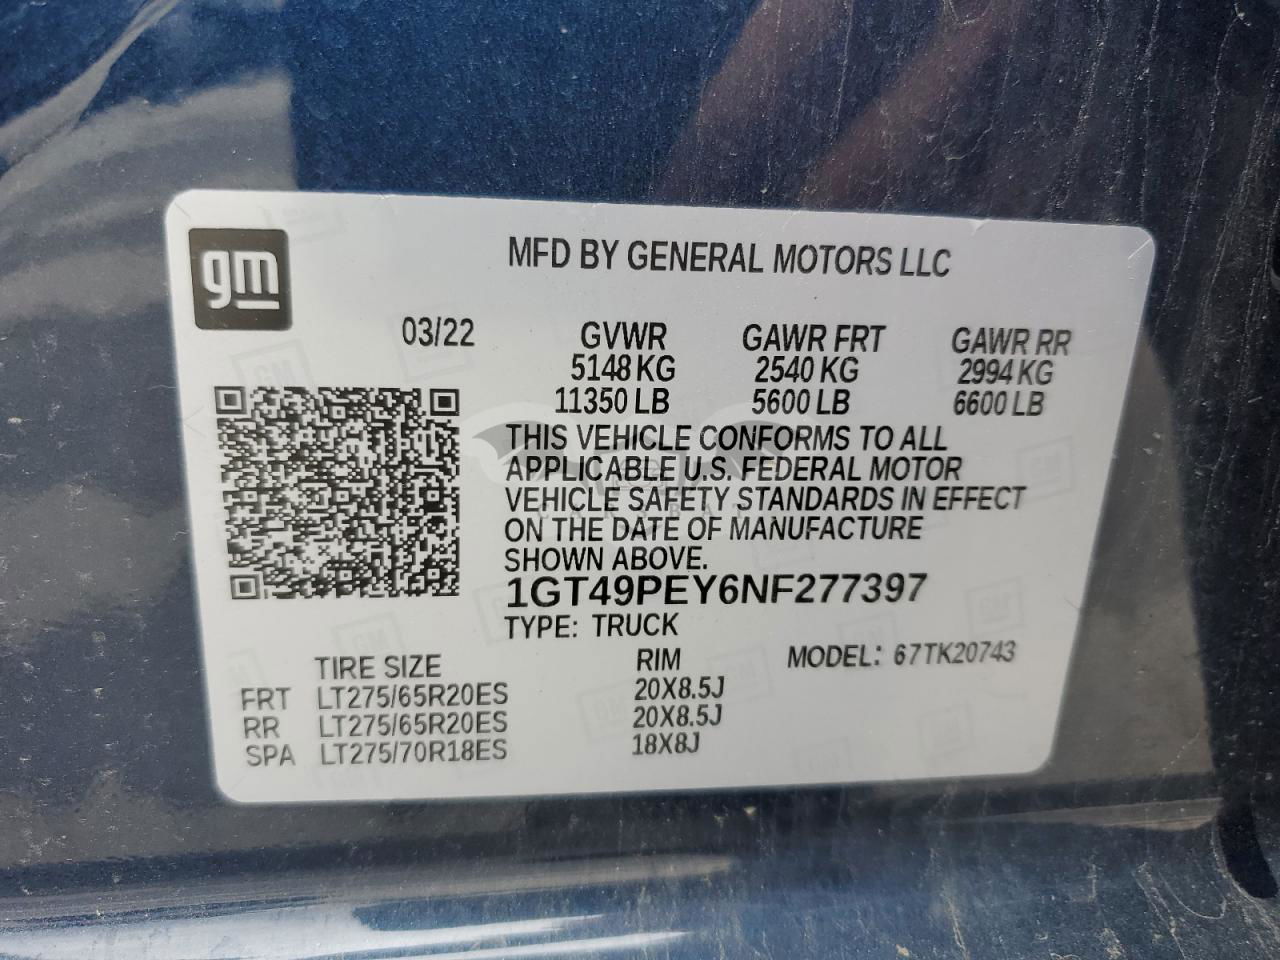 gm
MFD BY GENERAL MOTORS LLC
03/22 GVWR GAWR FRT GAWR RR
5148 KG 2540 KG 2994 KG
11350 LB 5600 LB 6600 LB
THIS VEHICLE CONFORMS TO ALL
APPLICABLE U.S. FEDERAL MOTOR
VEHICLE SAFETY STANDARDS IN EFFECT
ON THE DATE OF MANUFACTURE
SHOWN ABOVE.
1GT49PEY6NF277397
TYPE: TRUCK
TIRE SIZE RIM MODEL: 67TK20743
FRT LT275/65R20ES 20X8.5J
RR LT275/65R20ES 20X8.5J
SPA LT275/70R18ES 18X8J